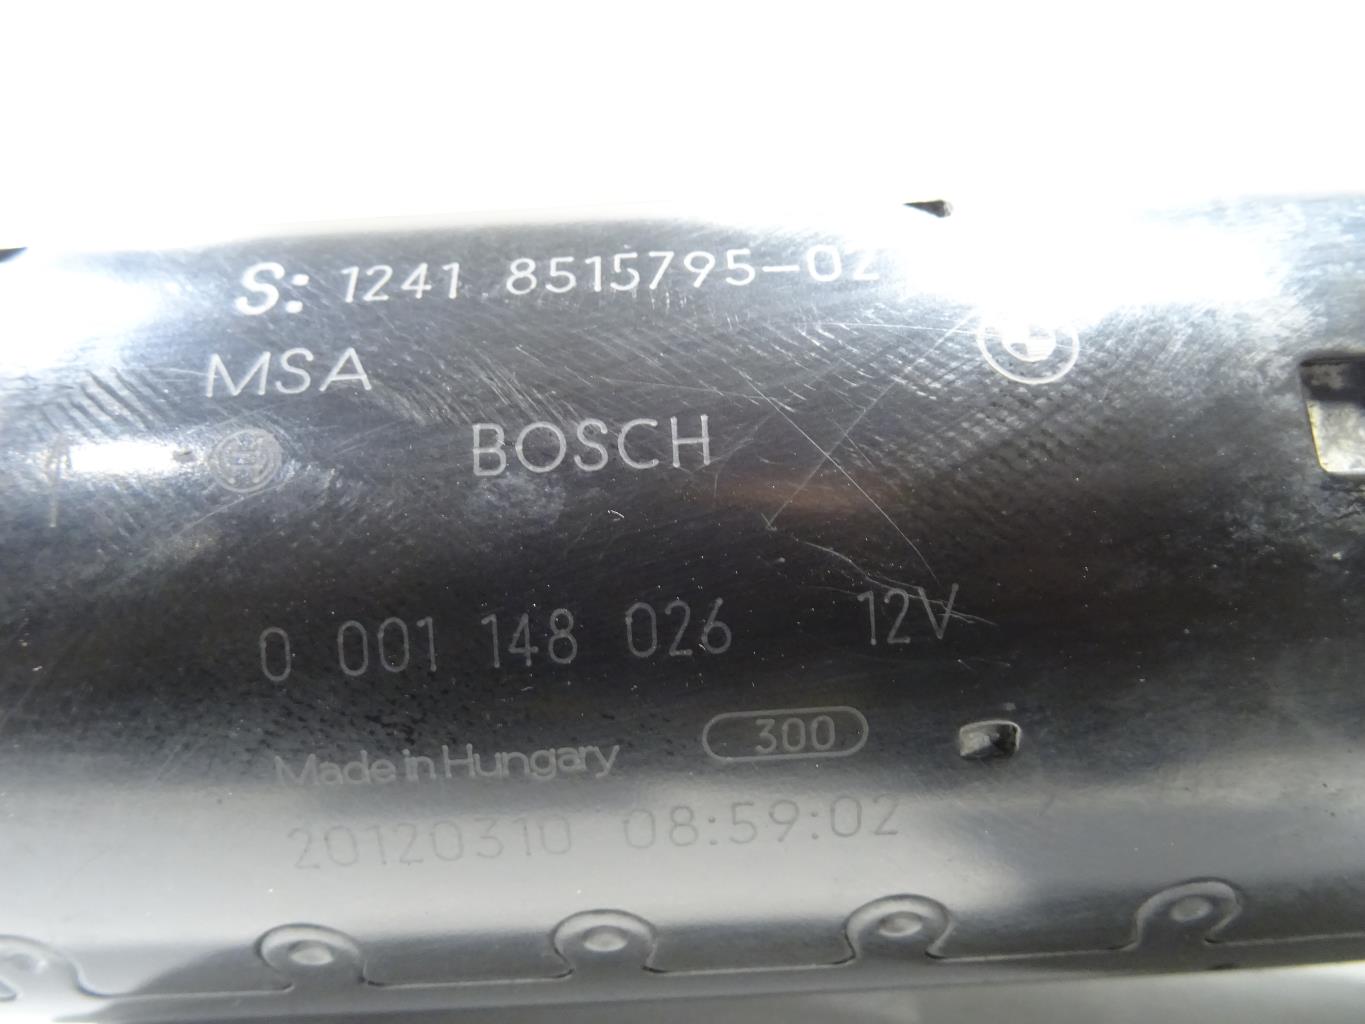 S: 1241 8515795-02
MSA
BOSCH
0 001 148 026 12V
Made in Hungary 300
20120310 08:59:02